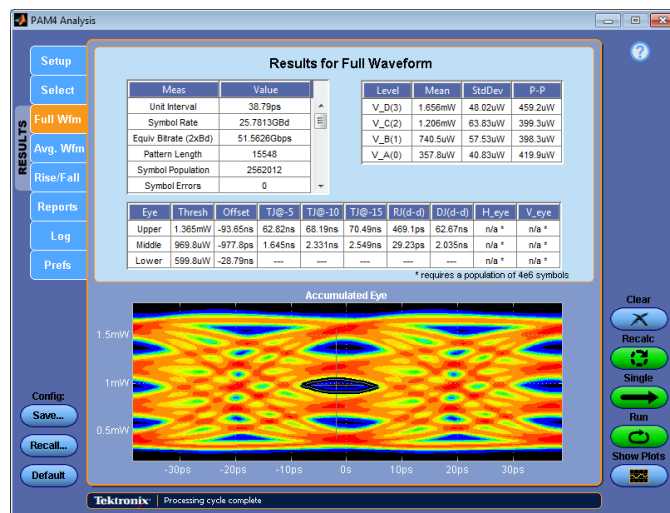 PAM4 Analysis
Setup
Select
Full Wfm
Avg. Wfm
Rise/Fall
Reports
Log
Prefs
RESULTS
Config:
Save...
Recall...
Default
Results for Full Waveform
Meas Value
Unit Interval 38.79ps
Symbol Rate 25.7813GBd
Equiv Bitrate (2xBd) 51.5626Gbps
Pattern Length 15548
Symbol Population 2562012
Symbol Errors 0
Level Mean StdDev P-P
V_D(3) 1.656mW 48.02uW 459.2uW
V_C(2) 1.206mW 63.83uW 399.3uW
V_B(1) 740.5uW 57.53uW 398.3uW
V_A(0) 357.8uW 40.83uW 419.9uW
Eye Thresh Offset TJ@-5 TJ@-10 TJ@-15 RJ(d-d) DJ(d-d) H_eye V_eye
Upper 1.365mW -93.65ns 62.82ns 68.19ns 70.49ns 469.1ps 62.67ns n/a * n/a *
Middle 969.8uW -977.8ps 1.645ns 2.331ns 2.549ns 29.23ps 2.035ns n/a * n/a *
Lower 599.8uW -28.79ns --- --- --- --- --- n/a * n/a *
* requires a population of 4e6 symbols
Accumulated Eye
1.5mW
1mW
0.5mW
-30ps -20ps -10ps 0s 10ps 20ps 30ps
Clear
Recalc
Single
Run
Show Plots
Tektronix Processing cycle complete